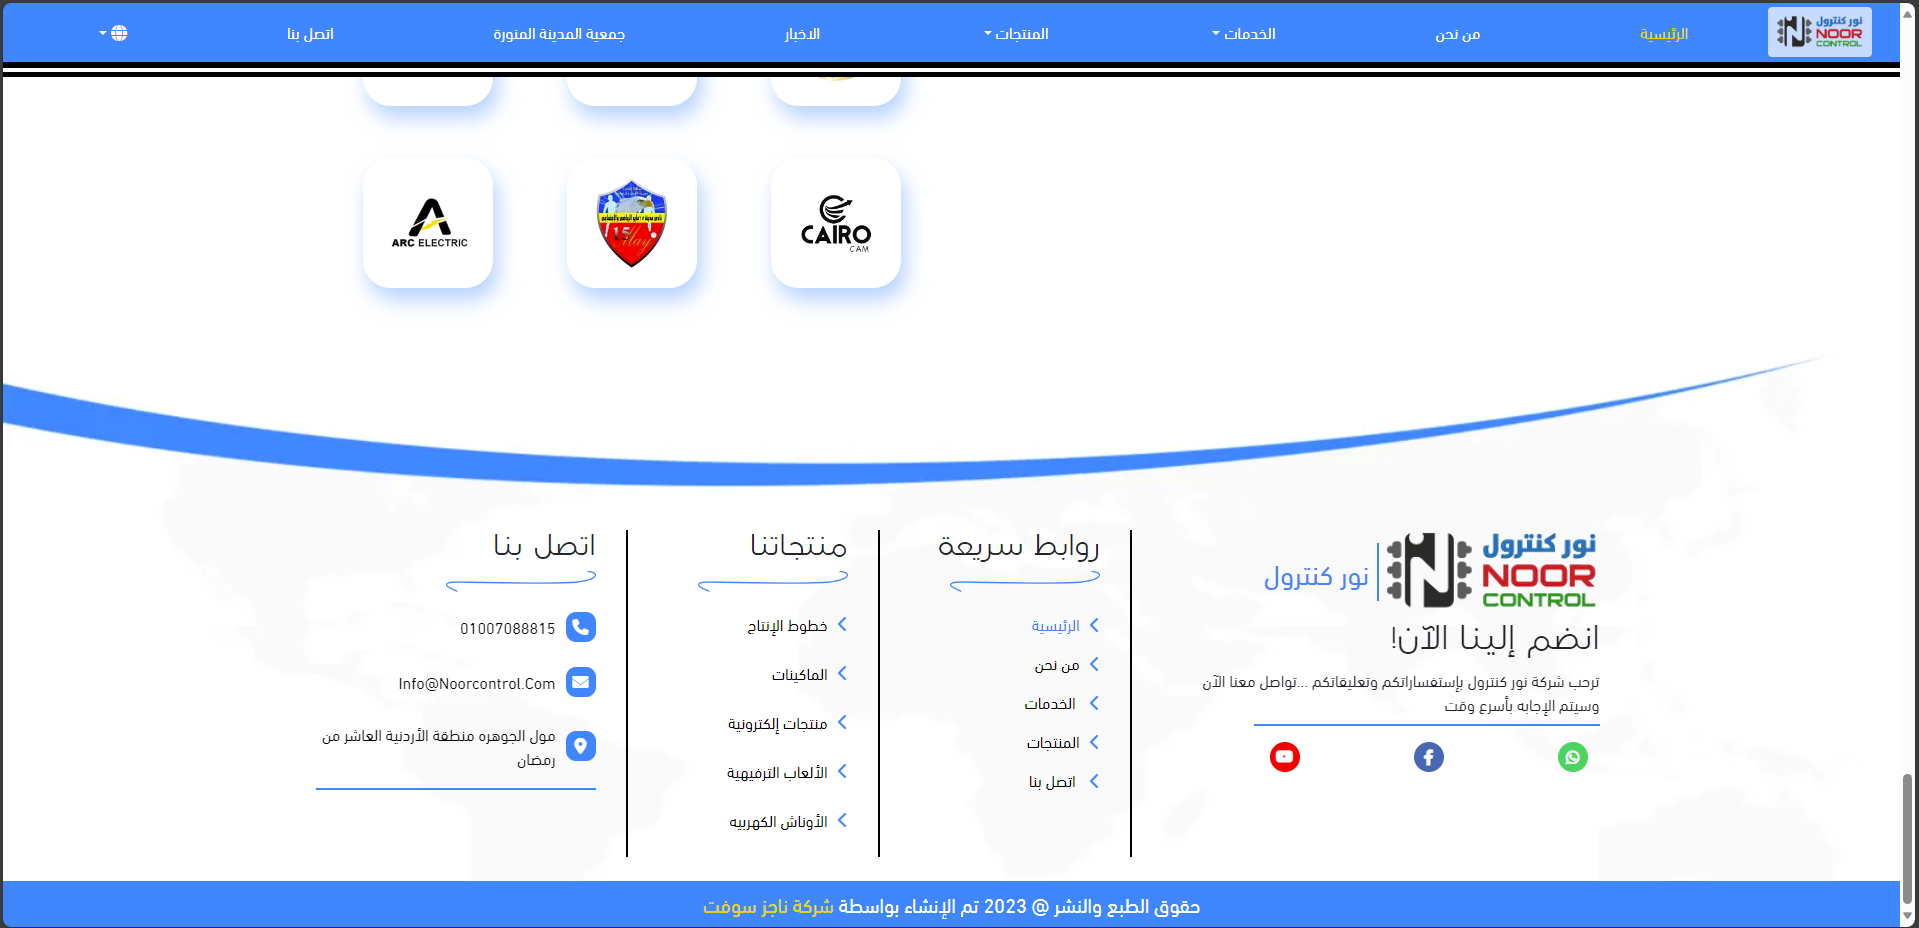 نور كنترول
NOOR
CONTROL
الرئيسية
من نحن
الخدمات
المنتجات
الاخبار
جمعية المدينة المنورة
اتصل بنا
CAIRO
CAM
15 May
ARC ELECTRIC
نور كنترول
NOOR
CONTROL
نور كنترول
انضم إلينا الآن!
ترحب شركة نور كنترول بإستفساراتكم وتعليقاتكم ...تواصل معنا الآن
وسيتم الإجابه بأسرع وقت
روابط سريعة
الرئيسية
من نحن
الخدمات
المنتجات
اتصل بنا
منتجاتنا
خطوط الإنتاج
الماكينات
منتجات إلكترونية
الألعاب الترفيهية
الأوناش الكهربيه
اتصل بنا
01007088815
Info@Noorcontrol.Com
مول الجوهره منطقة الأردنية العاشر من
رمضان
حقوق الطبع والنشر @ 2023 تم الإنشاء بواسطة شركة ناجز سوفت